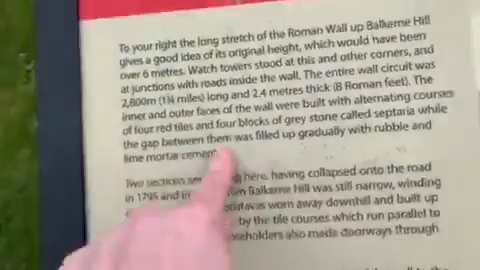 To your right the long stretch of the Roman Wall up Balkerne Hill
gives a good idea of its original height, which would have been
over 6 metres. Watch towers stood at this and other corners, and
at junctions with roads inside the wall. The entire wall circuit was
2,800m (1¾ miles) long and 2.4 metres thick (8 Roman feet). The
inner and outer faces of the wall were built with alternating courses
of four red tiles and four blocks of grey stone called septaria while
the gap between them was filled up gradually with rubble and
lime mortar cement
Two sections here, having collapsed onto the road
in 1795 and Balkerne Hill was still narrow, winding
was worn away downhill and built up
by the tile courses which run parallel to
householders also made doorways through